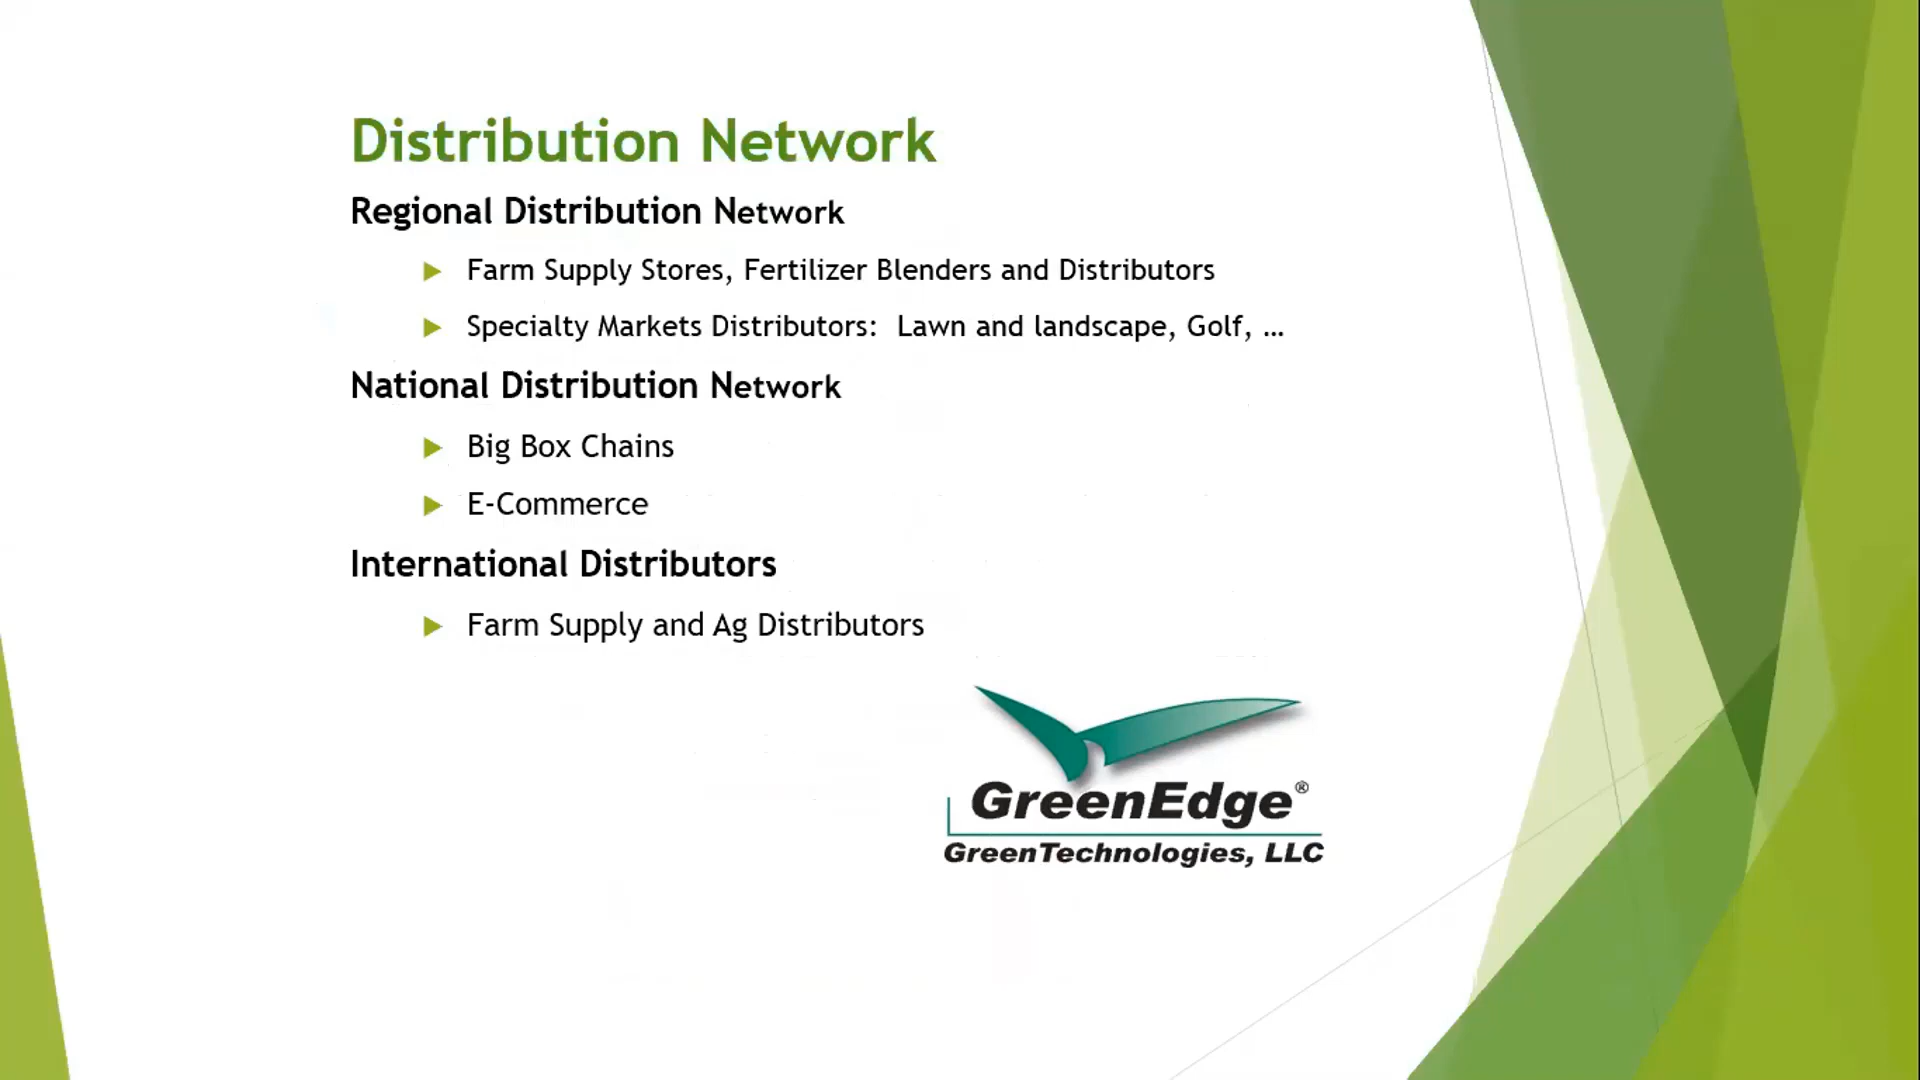 Distribution Network
Regional Distribution Network
Farm Supply Stores, Fertilizer Blenders and Distributors
Specialty Markets Distributors:  Lawn and landscape, Golf, …
National Distribution Network
Big Box Chains
E-Commerce
International Distributors
Farm Supply and Ag Distributors
GreenEdge®
GreenTechnologies, LLC